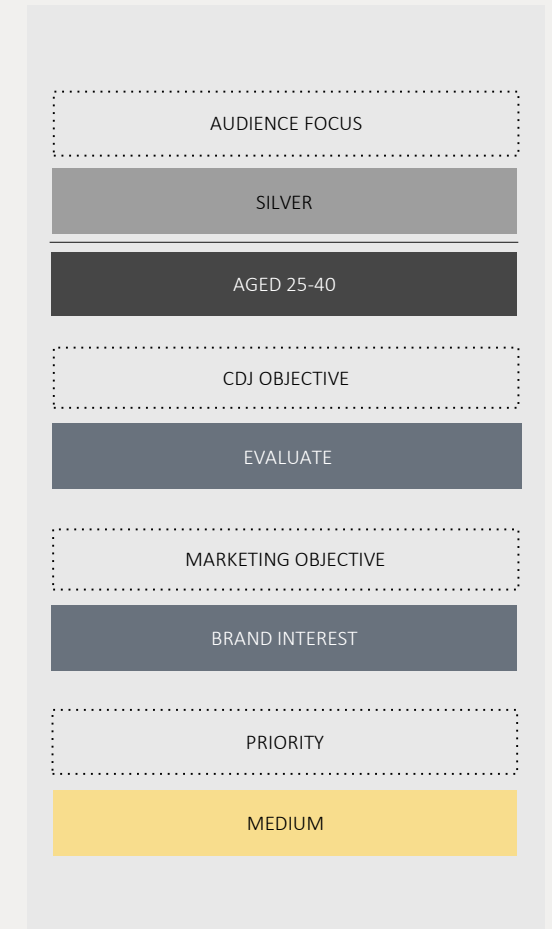 AUDIENCE FOCUS
SILVER
AGED 25-40
CDJ OBJECTIVE
EVALUATE
MARKETING OBJECTIVE
BRAND INTEREST
PRIORITY
MEDIUM